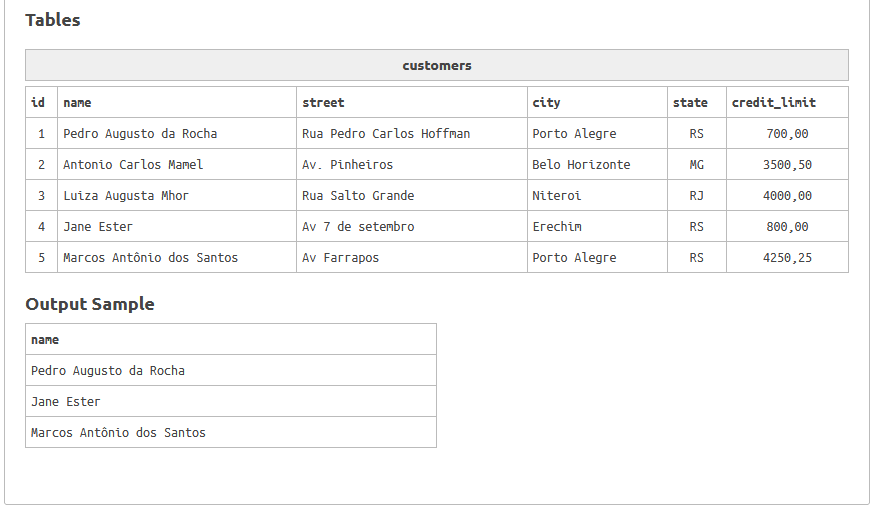 Tables
customers
id name street city state credit_limit
1 Pedro Augusto da Rocha Rua Pedro Carlos Hoffman Porto Alegre RS 700,00
2 Antonio Carlos Mamel Av. Pinheiros Belo Horizonte MG 3500,50
3 Luiza Augusta Mhor Rua Salto Grande Niteroi RJ 4000,00
4 Jane Ester Av 7 de setembro Erechim RS 800,00
5 Marcos Antônio dos Santos Av Farrapos Porto Alegre RS 4250,25
Output Sample
name
Pedro Augusto da Rocha
Jane Ester
Marcos Antônio dos Santos